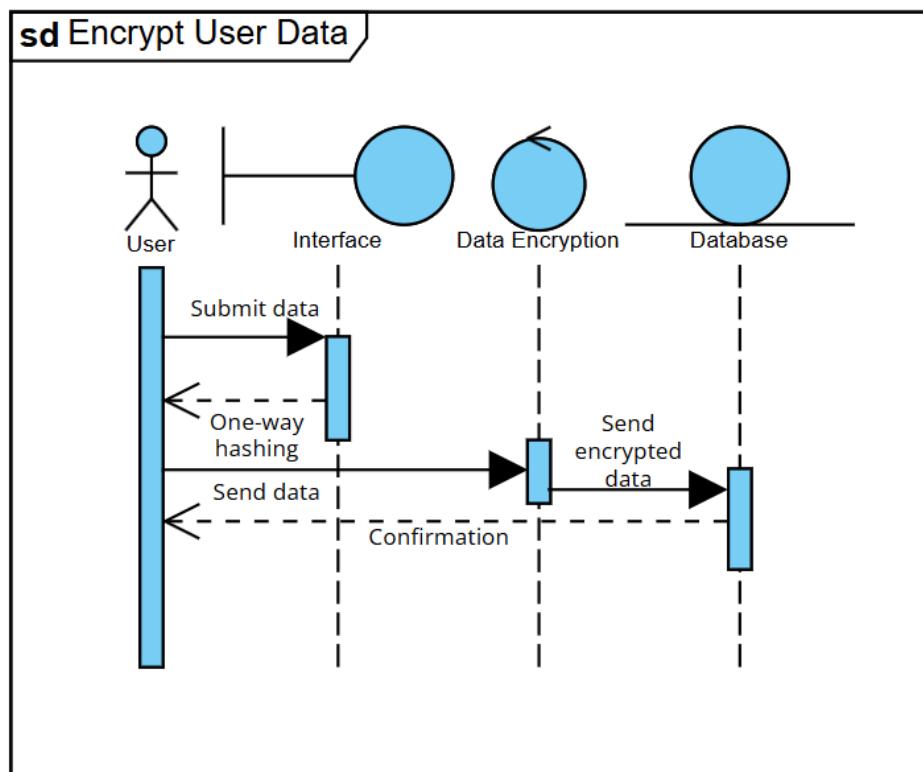 sd Encrypt User Data
User
Interface
Data Encryption
Database
Submit data
One-way
hashing
Send
encrypted
data
Send data
Confirmation